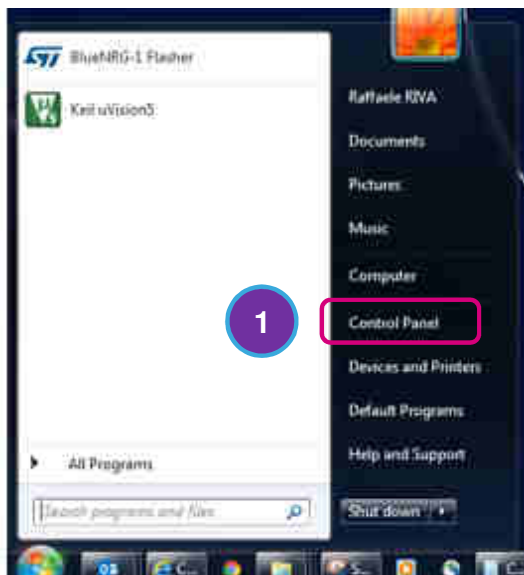 BlueNRG-1 Flasher
Keil uVision5
All Programs
Search programs and files
Raffaele RIVA
Documents
Pictures
Music
Computer
1
Control Panel
Devices and Printers
Default Programs
Help and Support
Shut down